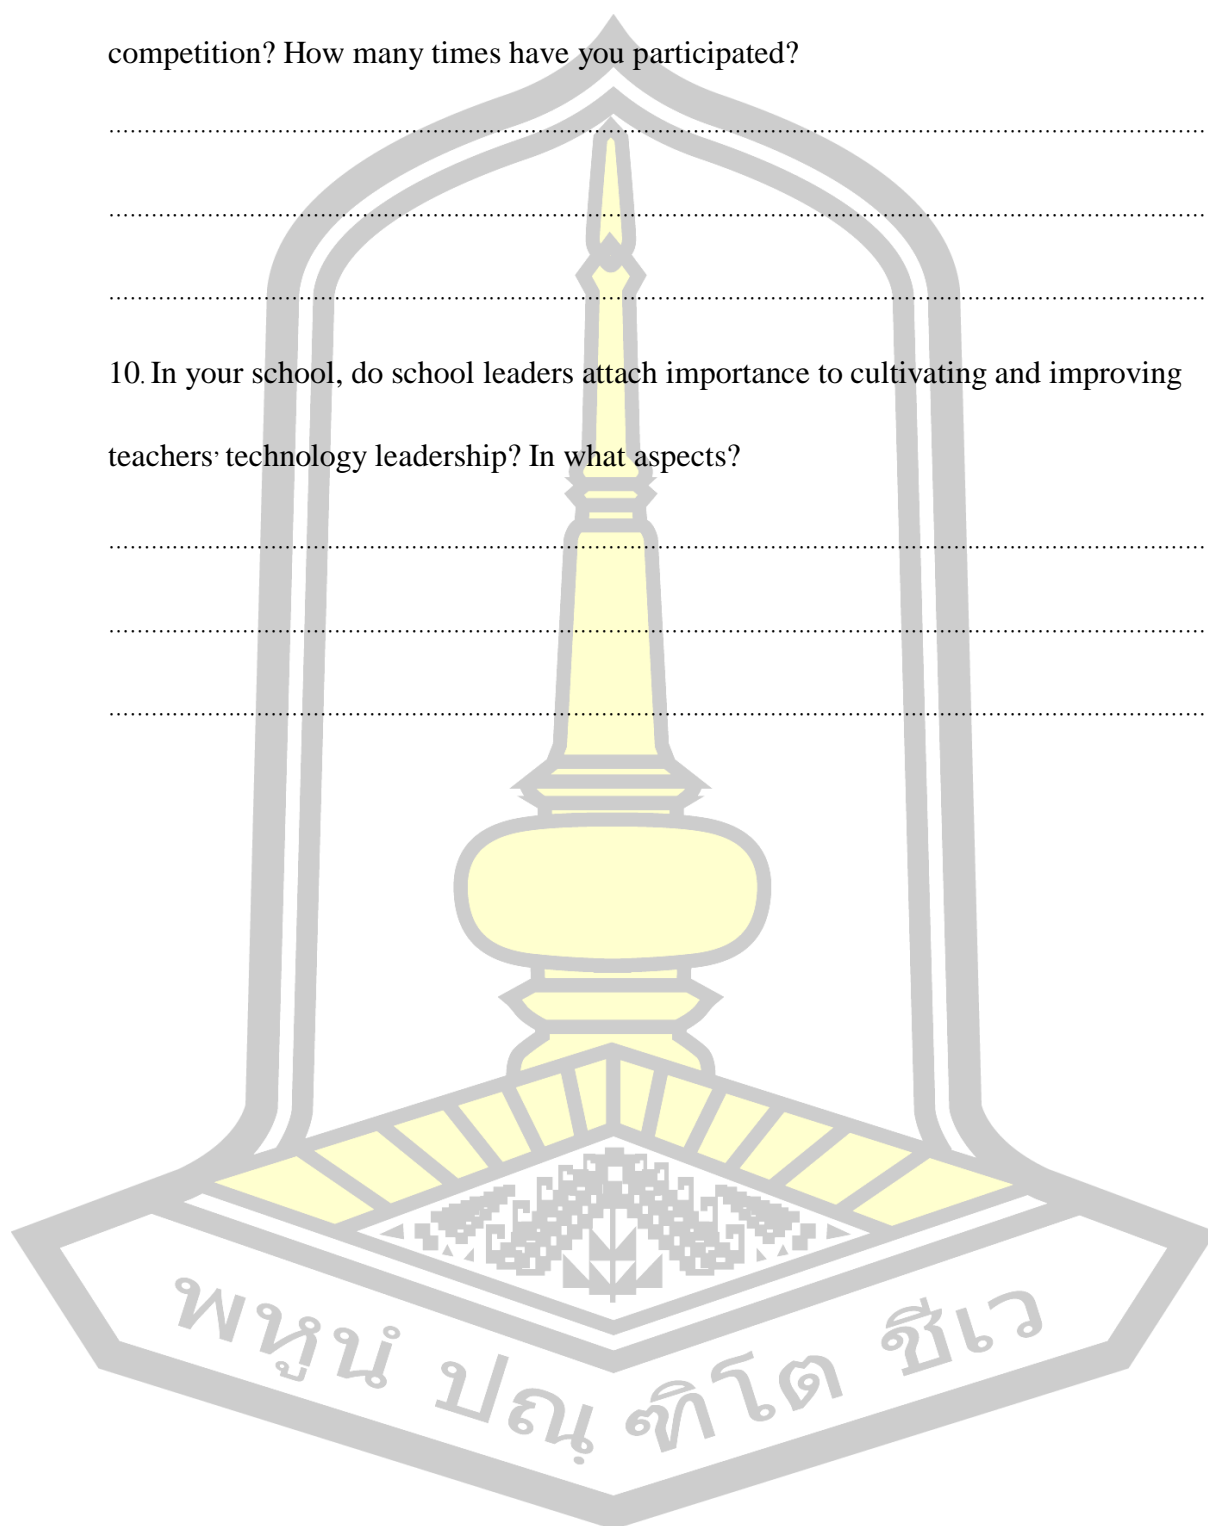 competition? How many times have you participated?
................................................................................................................................................
................................................................................................................................................
................................................................................................................................................
10. In your school, do school leaders attach importance to cultivating and improving
teachers’ technology leadership? In what aspects?
................................................................................................................................................
................................................................................................................................................
................................................................................................................................................
พหูนํ ปณฺฑิโต ชีเว